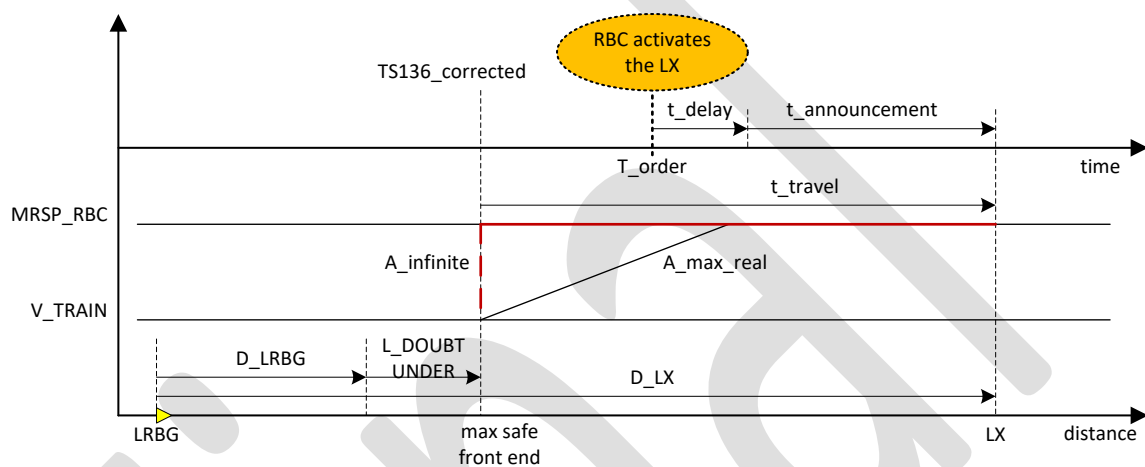 RBC activates
the LX
TS136_corrected
t_delay
t_announcement
T_order
time
t_travel
MRSP_RBC
A_infinite
A_max_real
V_TRAIN
D_LRBG
L_DOUBT
UNDER
D_LX
LRBG
max safe
front end
LX
distance